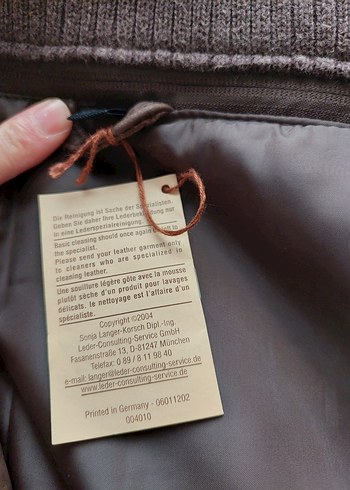 Die Reinigung ist Sache der Spezialisten.
Geben Sie daher Ihre Lederbekleidung nur
in eine Lederspezialreinigung
Basic cleaning should once again be left to
the specialist.
Please send your leather garment only
to cleaners who are specialized in
cleaning leather.
Une souillure légère gôte avec la mousse
plutôt sèche d'un produit pour lavages
délicats. le nettoyage est l'affaire d'un
spécialiste.
Copyright ©2004
Sonja Langer-Korsch Dipl.-Ing.
Leder-Consulting-Service GmbH
Fasanenstraße 13, D-81247 München
Telefax: 0 89 / 8 11 98 40
e-mail: langer@leder-consulting-service.de
www.leder-consulting-service.de
Printed in Germany - 06011202
004010